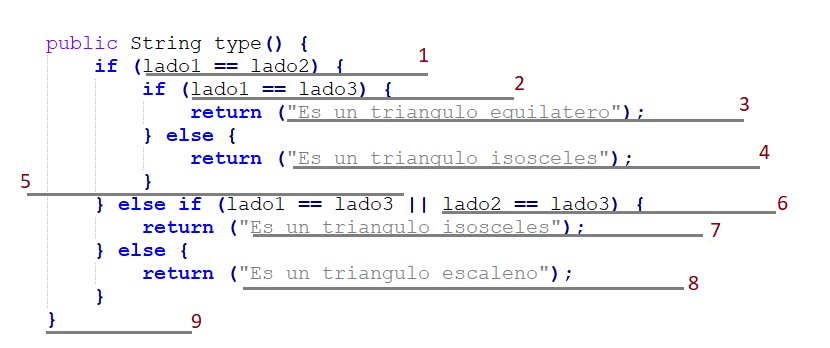 public String type() {
if (lado1 == lado2) { 1
if (lado1 == lado3) { 2
return ("Es un triangulo equilatero"); 3
} else {
return ("Es un triangulo isosceles"); 4
}
5
} else if (lado1 == lado3 || lado2 == lado3) { 6
return ("Es un triangulo isosceles"); 7
} else {
return ("Es un triangulo escaleno"); 8
}
} 9